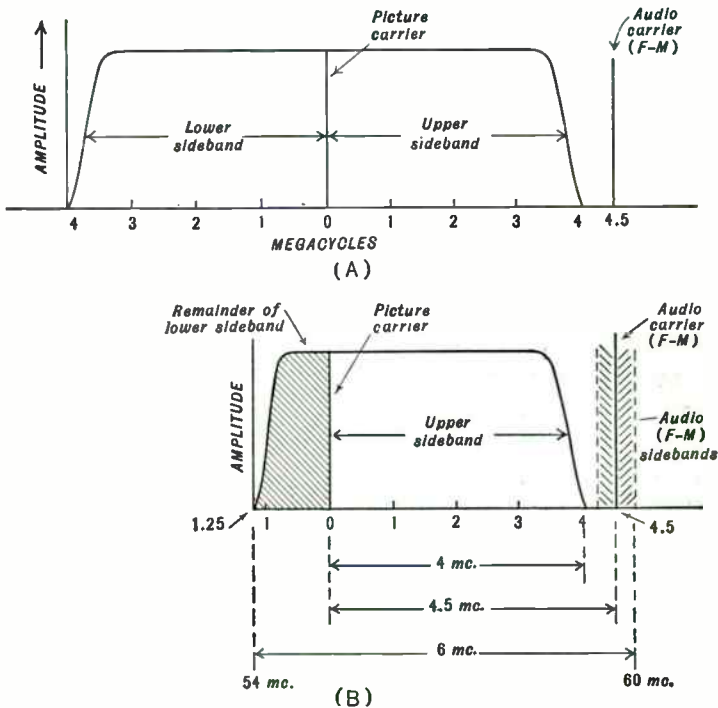 Picture
carrier
Audio
carrier
(F-M)
AMPLITUDE
Lower
sideband
Upper
sideband
4 3 2 1 0 1 2 3 4 4.5
MEGACYCLES
(A)
Remainder of
lower sideband
Picture
carrier
Audio
carrier
(F-M)
AMPLITUDE
Upper
sideband
Audio
(F-M)
sidebands
1.25 1 0 1 2 3 4 4.5
4 mc.
4.5 mc.
6 mc.
54 mc. 60 mc.
(B)